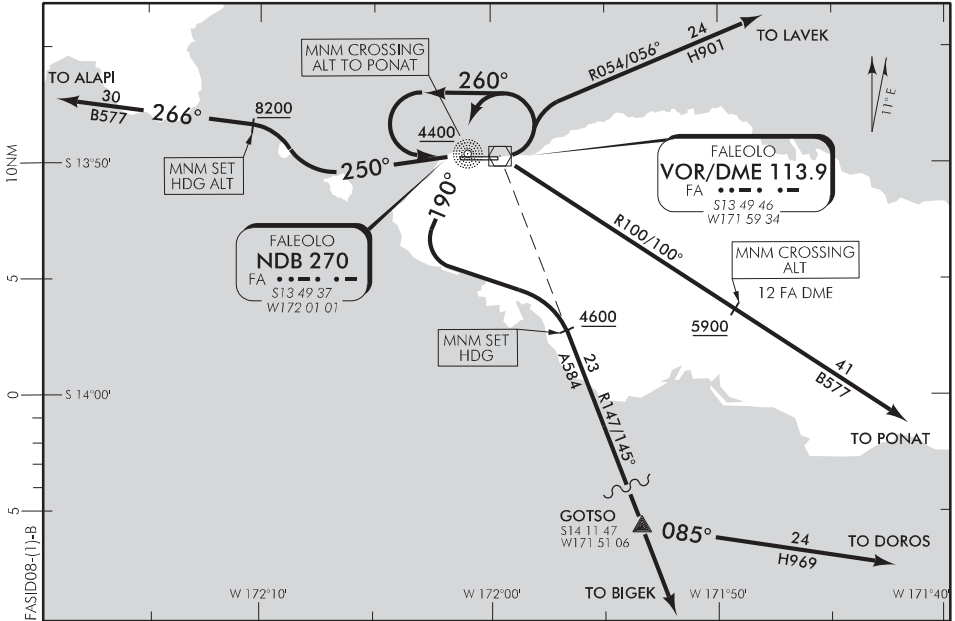 MNM CROSSING
ALT TO PONAT
24
H901
TO LAVEK
R054/056°
TO ALAPI
30
B577
266°
8200
260°
11° E
4400
MNM SET
HDG ALT
250°
10NM
S 13°50'
FALEOLO
VOR/DME 113.9
FA
S13 49 46
W171 59 34
190°
FALEOLO
NDB 270
FA
S13 49 37
W172 01 01
R100/100°
MNM CROSSING
ALT
12 FA DME
5
4600
5900
MNM SET
HDG
23
A584
41
B577
0
S 14°00'
R147/145°
TO PONAT
5
GOTSO
S14 11 47
W171 51 06
085°
24
H969
TO DOROS
TO BIGEK
W 172°10'
W 172°00'
W 171°50'
W 171°40'
FASID08-(1)-B